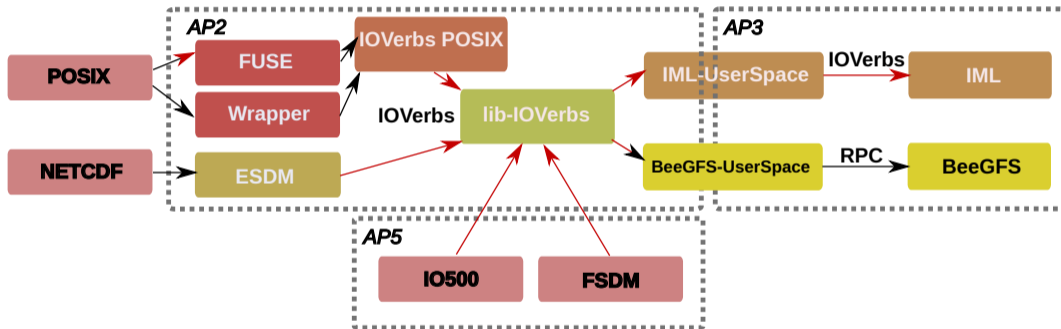 AP2
AP3
IOVerbs POSIX
POSIX
FUSE
IML-UserSpace
IOVerbs
IML
Wrapper
IOVerbs
lib-IOVerbs
NETCDF
ESDM
BeeGFS-UserSpace
RPC
BeeGFS
AP5
IO500
FSDM